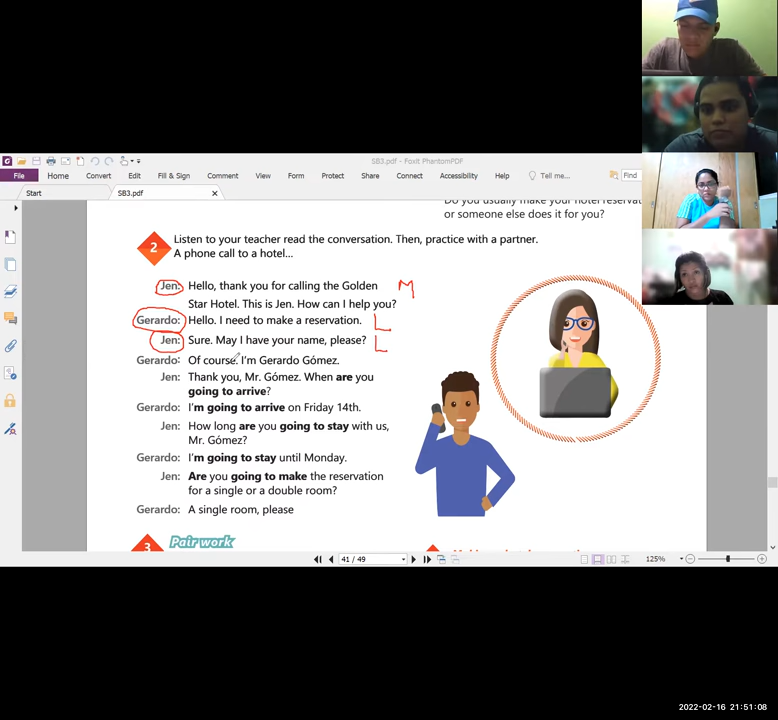 SB3.pdf - Foxit PhantomPDF
File Home Convert Edit Fill & Sign Comment View Form Protect Share Connect Accessibility Help Tell me... Find
Start SB3.pdf
Do you usually make your hotel
or someone else does it for you?
2 Listen to your teacher read the conversation. Then, practice with a partner.
A phone call to a hotel...
Jen: Hello, thank you for calling the Golden M
Star Hotel. This is Jen. How can I help you?
Gerardo: Hello. I need to make a reservation. L
Jen: Sure. May I have your name, please? L
Gerardo: Of course. I'm Gerardo Gómez.
Jen: Thank you, Mr. Gómez. When are you
going to arrive?
Gerardo: I'm going to arrive on Friday 14th.
Jen: How long are you going to stay with us,
Mr. Gómez?
Gerardo: I'm going to stay until Monday.
Jen: Are you going to make the reservation
for a single or a double room?
Gerardo: A single room, please
3 Pair work
41 / 49 125%
2022-02-16 21:51:08